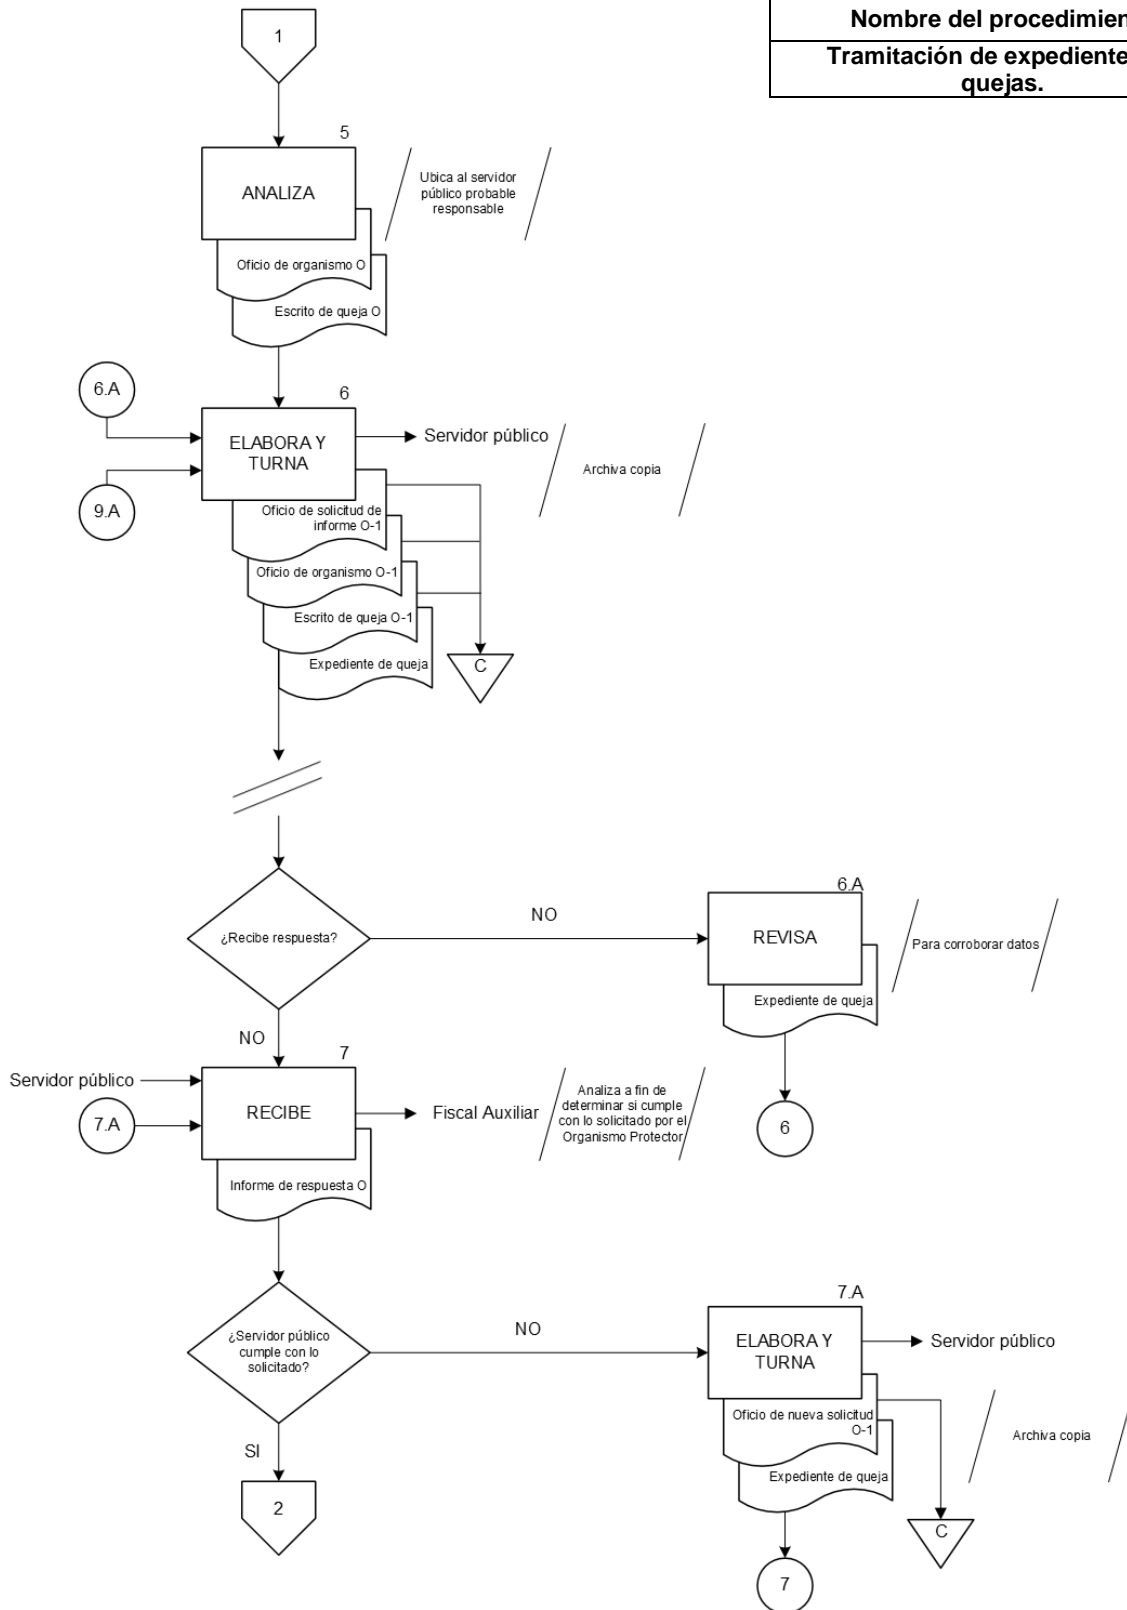 Nombre del procedimien
Tramitación de expediente
quejas.
1
5
ANALIZA
Ubica al servidor
público probable
responsable
Oficio de organismo O
Escrito de queja O
6.A
6
ELABORA Y
TURNA
Servidor público
Archiva copia
9.A
Oficio de solicitud de
informe O-1
Oficio de organismo O-1
Escrito de queja O-1
Expediente de queja
C
¿Recibe respuesta?
NO
6.A
REVISA
Para corroborar datos
Expediente de queja
6
NO
7
Servidor público
RECIBE
7.A
Fiscal Auxiliar
Analiza a fin de
determinar si cumple
con lo solicitado por el
Organismo Protector
Informe de respuesta O
¿Servidor público
cumple con lo
solicitado?
NO
7.A
ELABORA Y
TURNA
Servidor público
Oficio de nueva solicitud
O-1
Archiva copia
Expediente de queja
C
7
SI
2